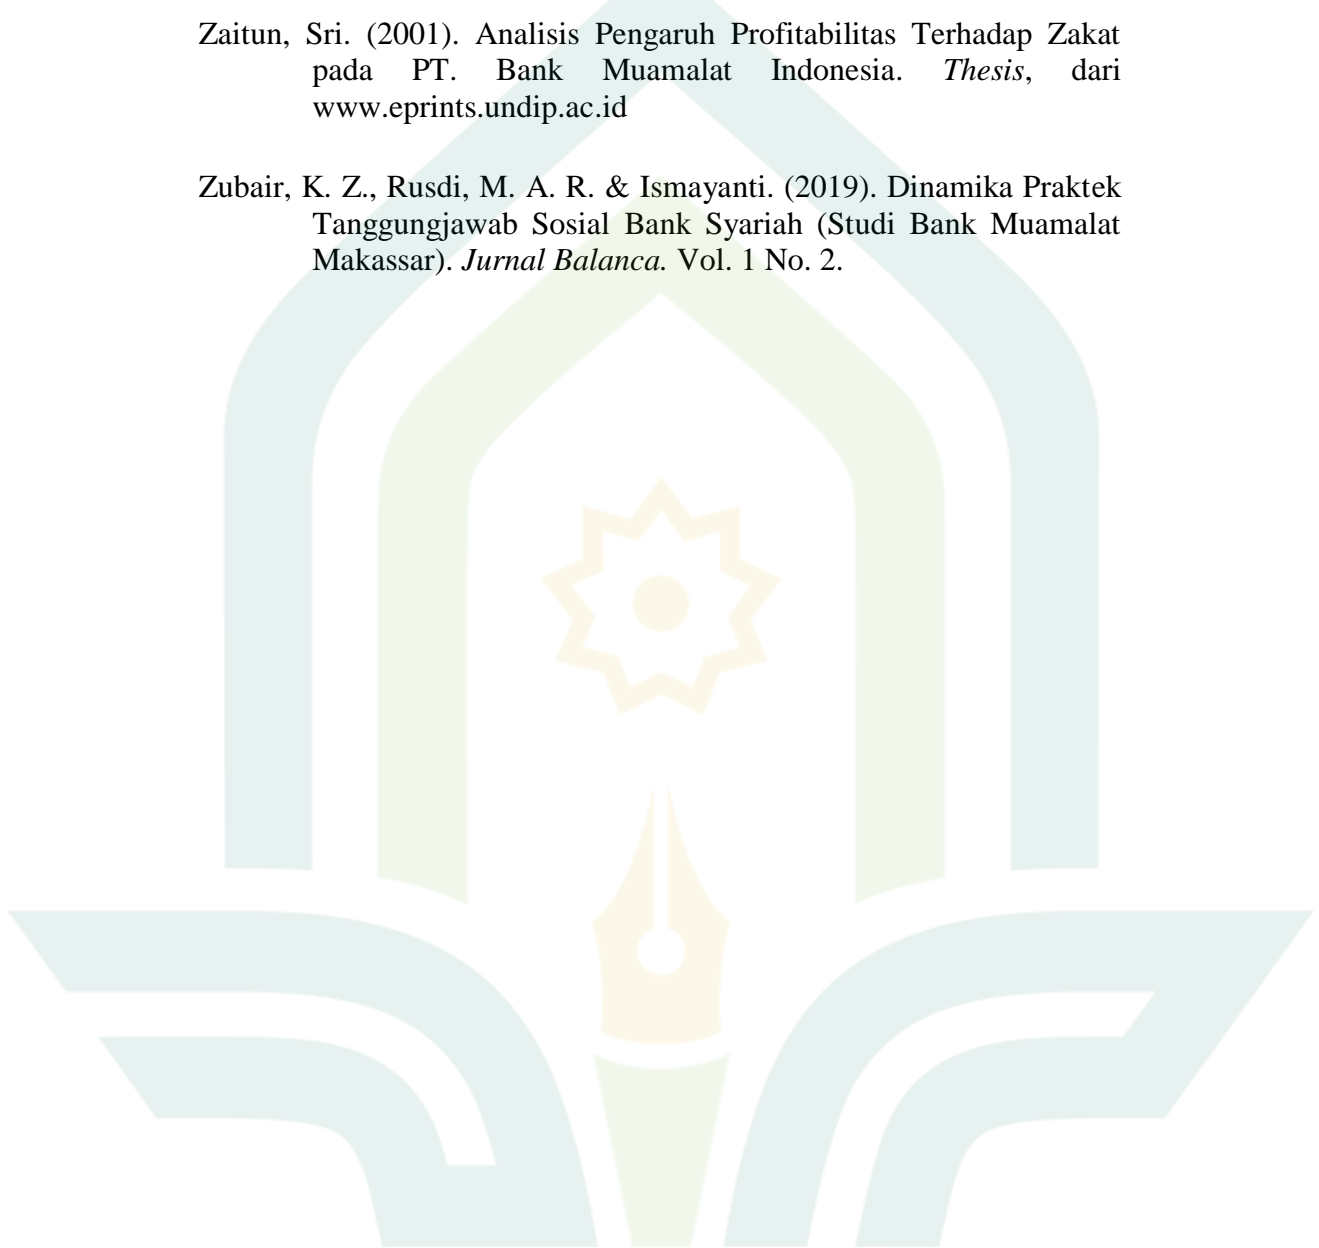 Zaitun, Sri. (2001). Analisis Pengaruh Profitabilitas Terhadap Zakat
pada PT. Bank Muamalat Indonesia. Thesis, dari
www.eprints.undip.ac.id
Zubair, K. Z., Rusdi, M. A. R. & Ismayanti. (2019). Dinamika Praktek
Tanggungjawab Sosial Bank Syariah (Studi Bank Muamalat
Makassar). Jurnal Balanca. Vol. 1 No. 2.